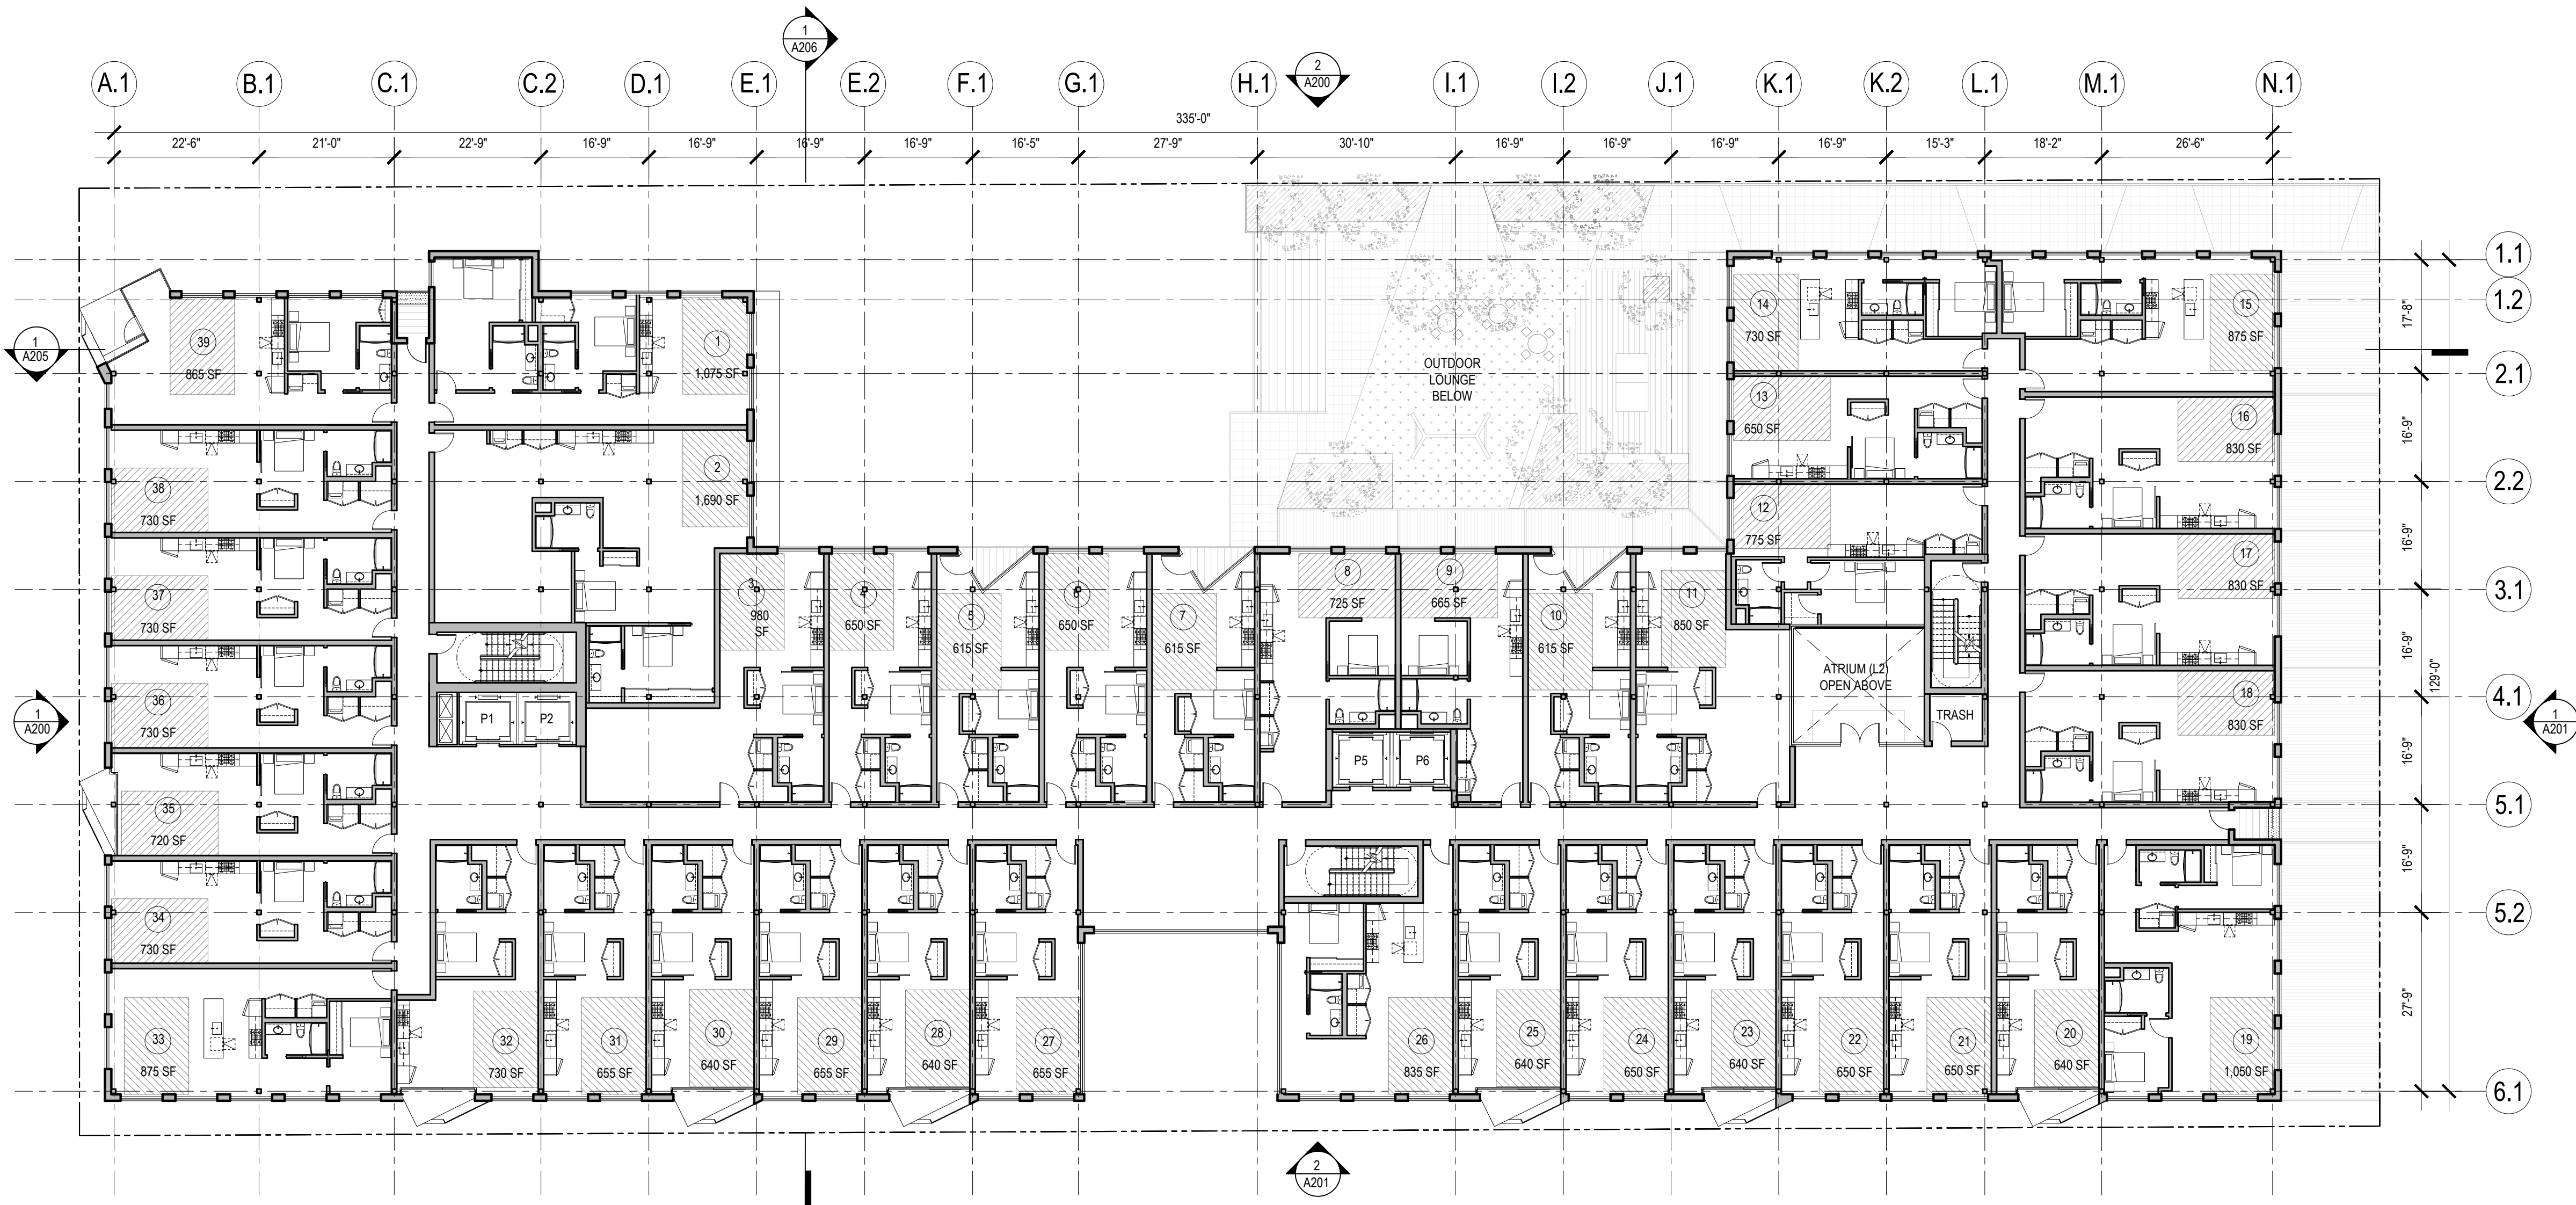 1
A206
2
A200
A.1
B.1
C.1
C.2
D.1
E.1
E.2
F.1
G.1
H.1
I.1
I.2
J.1
K.1
K.2
L.1
M.1
N.1
335'-0"
22'-6"
21'-0"
22'-9"
16'-9"
16'-9"
16'-9"
16'-9"
16'-5"
27'-9"
30'-10"
16'-9"
16'-9"
16'-9"
16'-9"
15'-3"
18'-2"
26'-6"
1.1
1.2
2.1
2.2
3.1
4.1
5.1
5.2
6.1
17'-8"
16'-9"
16'-9"
16'-9"
16'-9"
16'-9"
27'-9"
129'-0"
1
A205
1
A200
1
A201
2
A201
OUTDOOR
LOUNGE
BELOW
39
865 SF
1
1,075 SF
14
730 SF
15
875 SF
13
650 SF
16
830 SF
38
730 SF
2
1,690 SF
12
775 SF
17
830 SF
37
730 SF
3
980
SF
4
650 SF
5
615 SF
6
650 SF
7
615 SF
8
725 SF
9
665 SF
10
615 SF
11
850 SF
36
730 SF
P1
P2
P5
P6
ATRIUM (L2)
OPEN ABOVE
TRASH
18
830 SF
35
720 SF
34
730 SF
33
875 SF
32
730 SF
31
655 SF
30
640 SF
29
655 SF
28
640 SF
27
655 SF
26
835 SF
25
640 SF
24
650 SF
23
640 SF
22
650 SF
21
650 SF
20
640 SF
19
1,050 SF